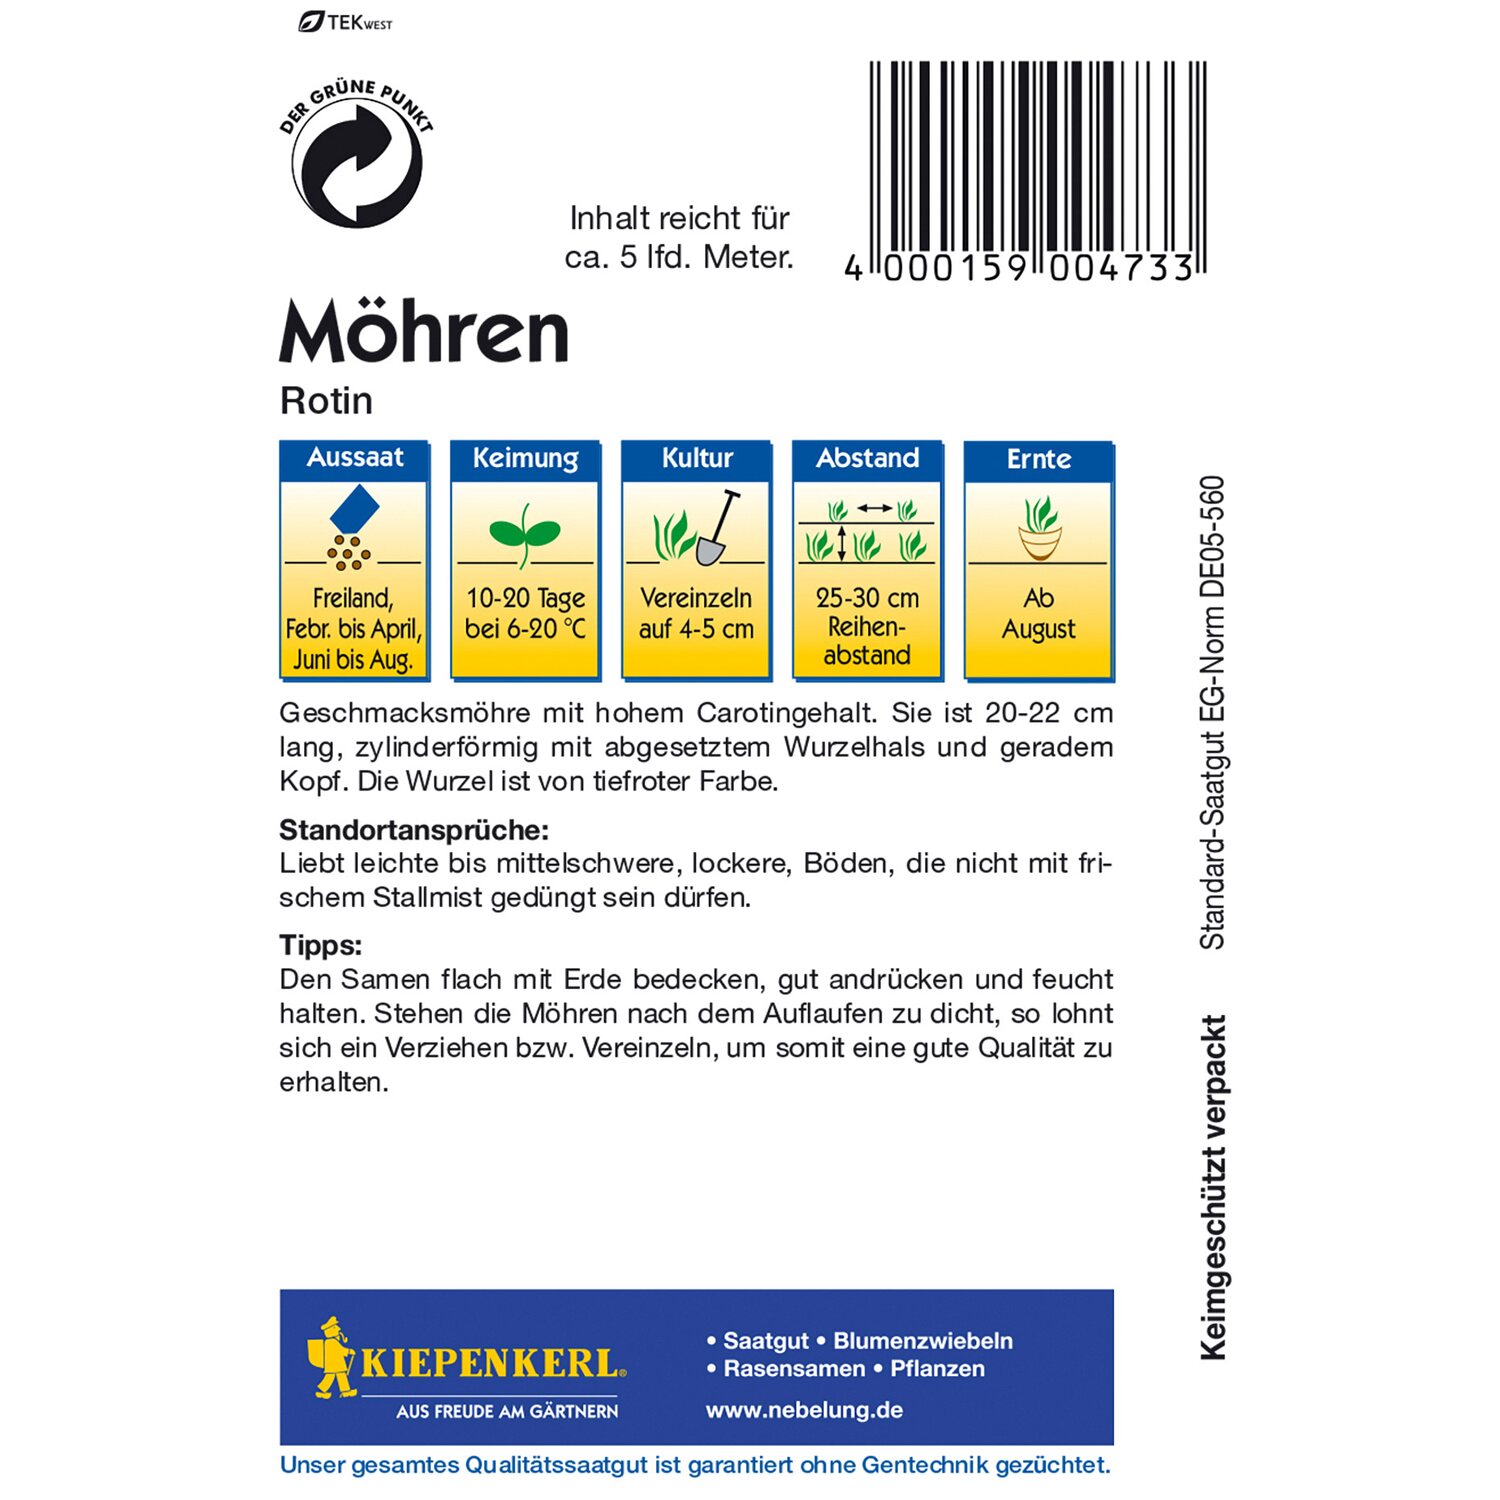 TEKWEST
DER GRÜNE PUNKT
Inhalt reicht für
ca. 5 lfd. Meter.
4 000159 004733
Möhren
Rotin
Aussaat
Freiland,
Febr. bis April,
Juni bis Aug.
Keimung
10-20 Tage
bei 6-20 °C
Kultur
Vereinzeln
auf 4-5 cm
Abstand
25-30 cm
Reihen-
abstand
Ernte
Ab
August
Geschmacksmöhre mit hohem Carotingehalt. Sie ist 20-22 cm
lang, zylinderförmig mit abgesetztem Wurzelhals und geradem
Kopf. Die Wurzel ist von tiefroter Farbe.
Standortansprüche:
Liebt leichte bis mittelschwere, lockere, Böden, die nicht mit fri-
schem Stallmist gedüngt sein dürfen.
Tipps:
Den Samen flach mit Erde bedecken, gut andrücken und feucht
halten. Stehen die Möhren nach dem Auflaufen zu dicht, so lohnt
sich ein Verziehen bzw. Vereinzeln, um somit eine gute Qualität zu
erhalten.
Keimgeschützt verpackt Standard-Saatgut EG-Norm DE05-560
KIEPENKERL®
AUS FREUDE AM GÄRTNERN
• Saatgut • Blumenzwiebeln
• Rasensamen • Pflanzen
www.nebelung.de
Unser gesamtes Qualitätssaatgut ist garantiert ohne Gentechnik gezüchtet.